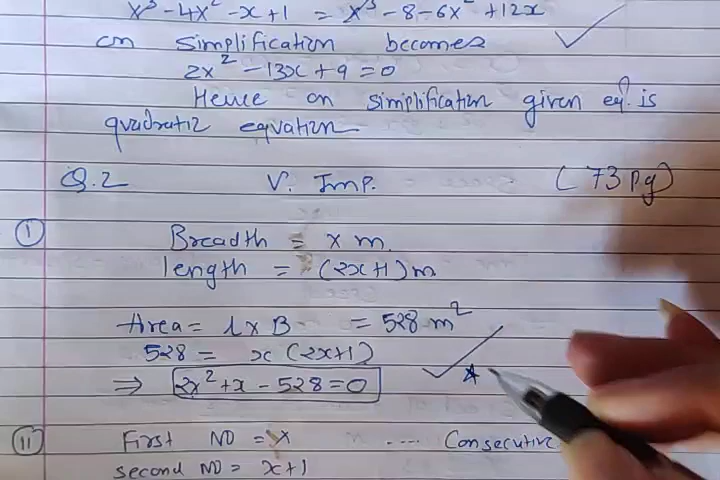 x³ - 4x² - x + 1 = x³ - 8 - 6x² + 12x
on simplification becomes
2x² - 13x + 9 = 0
Hence on simplification given eqⁿ. is
quadratic equation
Q.2 V. Imp. (73 pg)
(i) Breadth = x m.
length = (2x+1) m
Area = l x B = 528 m²
528 = x (2x+1)
⇒ 2x² + x - 528 = 0
(ii) First NO = x .... Consecutive
second NO = x+1